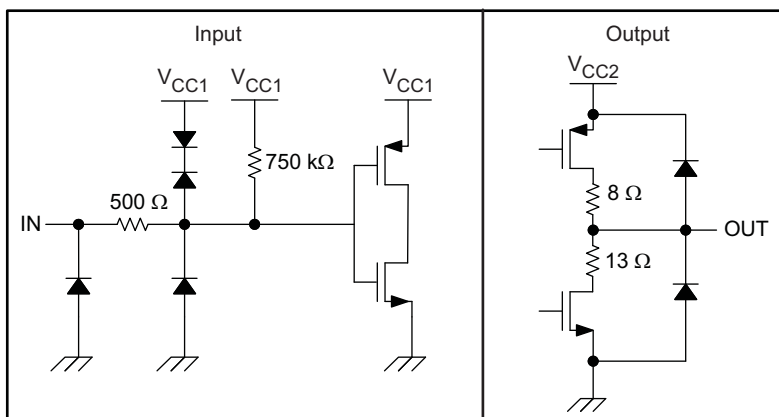 Input
Output
VCC1
VCC1
VCC1
VCC2
750 kΩ
500 Ω
8 Ω
IN
OUT
13 Ω